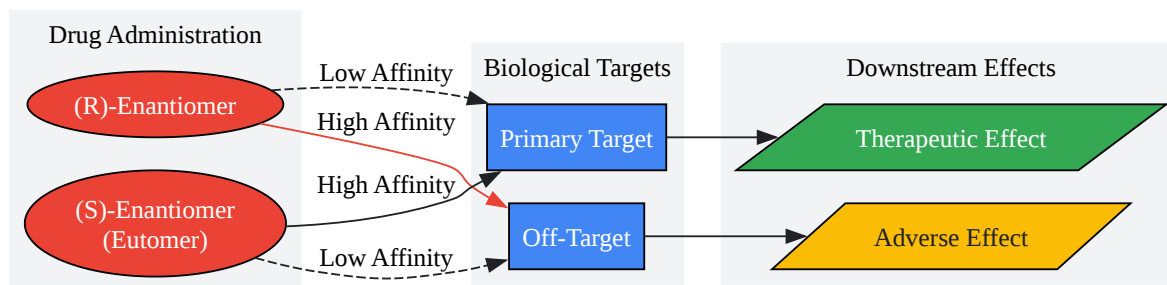 Drug Administration
(R)-Enantiomer
(S)-Enantiomer
(Eutomer)
Low Affinity
High Affinity
High Affinity
Low Affinity
Biological Targets
Primary Target
Off-Target
Downstream Effects
Therapeutic Effect
Adverse Effect